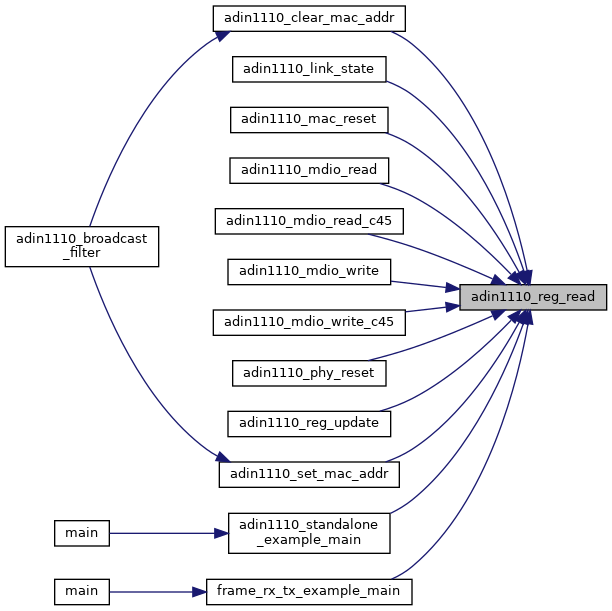 adin1110_clear_mac_addr
adin1110_link_state
adin1110_mac_reset
adin1110_mdio_read
adin1110_mdio_read_c45
adin1110_broadcast
_filter
adin1110_mdio_write
adin1110_reg_read
adin1110_mdio_write_c45
adin1110_phy_reset
adin1110_reg_update
adin1110_set_mac_addr
main
adin1110_standalone
_example_main
main
frame_rx_tx_example_main